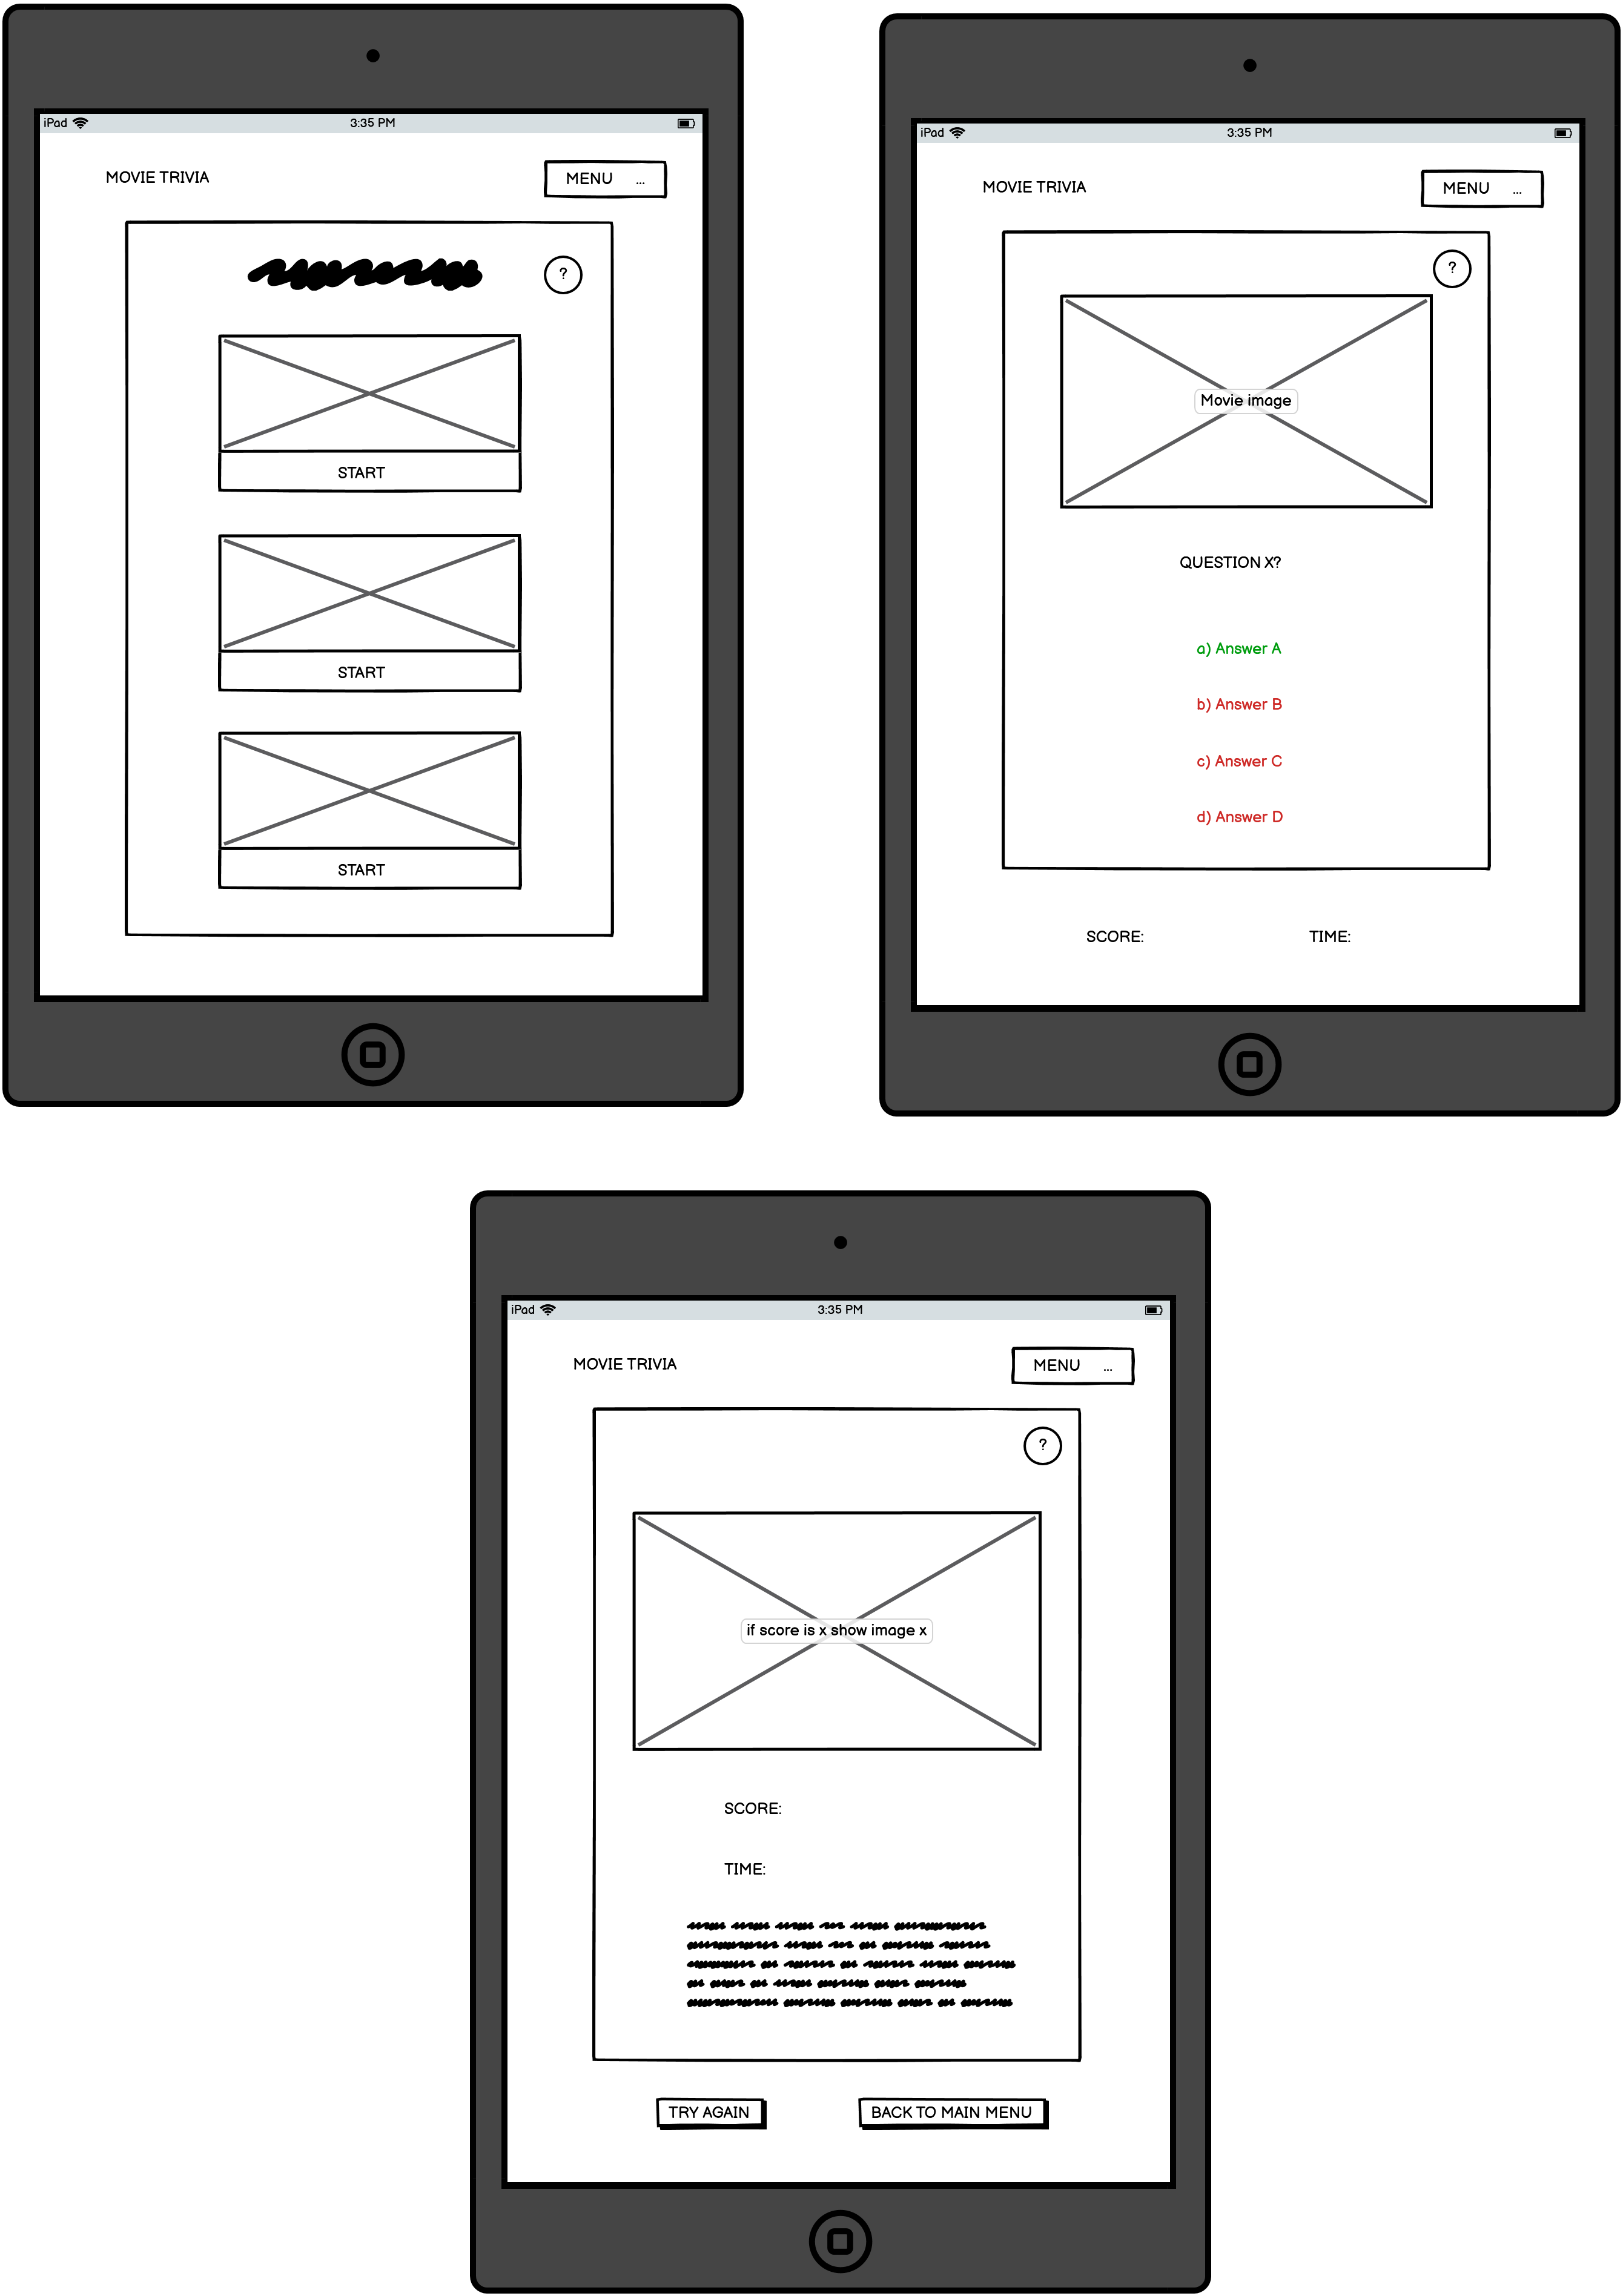 iPad 3:35 PM
MOVIE TRIVIA MENU ...
?
START
START
START
iPad 3:35 PM
MOVIE TRIVIA MENU ...
?
Movie image
QUESTION X?
a) Answer A
b) Answer B
c) Answer C
d) Answer D
SCORE: TIME:
iPad 3:35 PM
MOVIE TRIVIA MENU ...
?
if score is x show image x
SCORE:
TIME:
TRY AGAIN BACK TO MAIN MENU